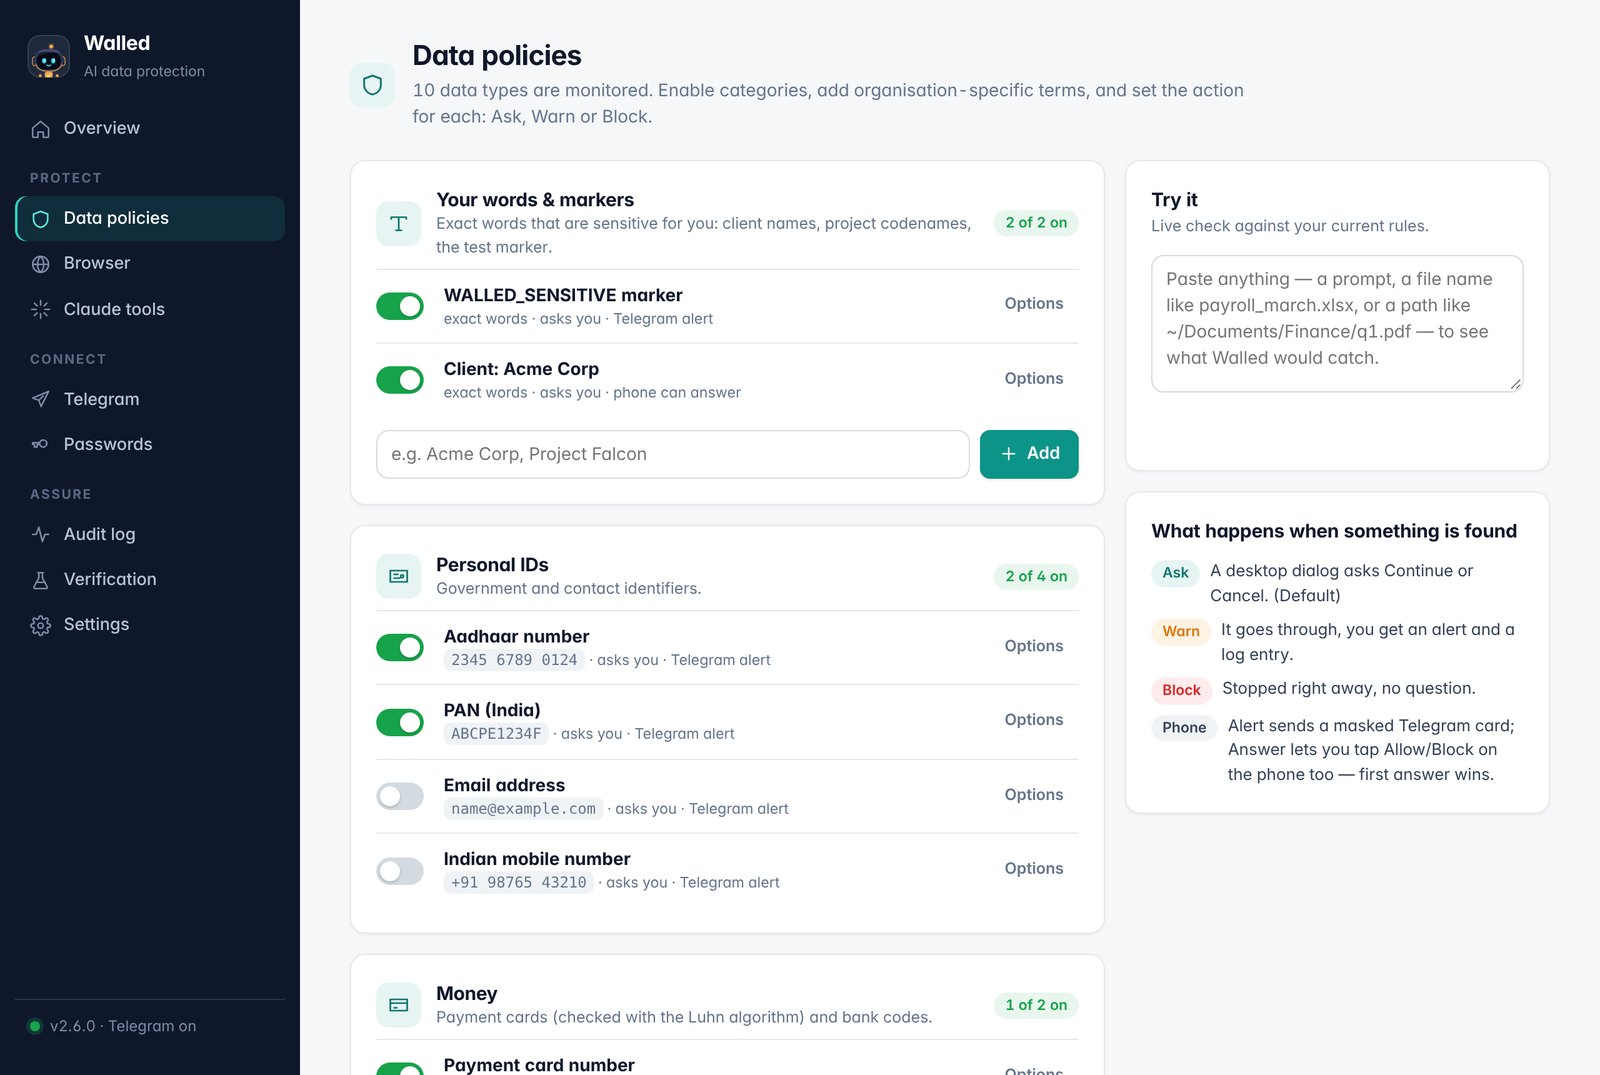 Walled
AI data protection
Overview
PROTECT
Data policies
Browser
Claude tools
CONNECT
Telegram
Passwords
ASSURE
Audit log
Verification
Settings
v2.6.0 · Telegram on
Data policies
10 data types are monitored. Enable categories, add organisation-specific terms, and set the action
for each: Ask, Warn or Block.
Your words & markers
Exact words that are sensitive for you: client names, project codenames,
the test marker.
2 of 2 on
WALLED_SENSITIVE marker
exact words · asks you · Telegram alert
Options
Client: Acme Corp
exact words · asks you · phone can answer
Options
e.g. Acme Corp, Project Falcon
+ Add
Personal IDs
Government and contact identifiers.
2 of 4 on
Aadhaar number
2345 6789 0124 · asks you · Telegram alert
Options
PAN (India)
ABCPE1234F · asks you · Telegram alert
Options
Email address
name@example.com · asks you · Telegram alert
Options
Indian mobile number
+91 98765 43210 · asks you · Telegram alert
Options
Money
Payment cards (checked with the Luhn algorithm) and bank codes.
1 of 2 on
Payment card number
Options
Try it
Live check against your current rules.
Paste anything — a prompt, a file name
like payroll_march.xlsx, or a path like
~/Documents/Finance/q1.pdf — to see
what Walled would catch.
What happens when something is found
Ask A desktop dialog asks Continue or
Cancel. (Default)
Warn It goes through, you get an alert and a
log entry.
Block Stopped right away, no question.
Phone Alert sends a masked Telegram card;
Answer lets you tap Allow/Block on
the phone too — first answer wins.